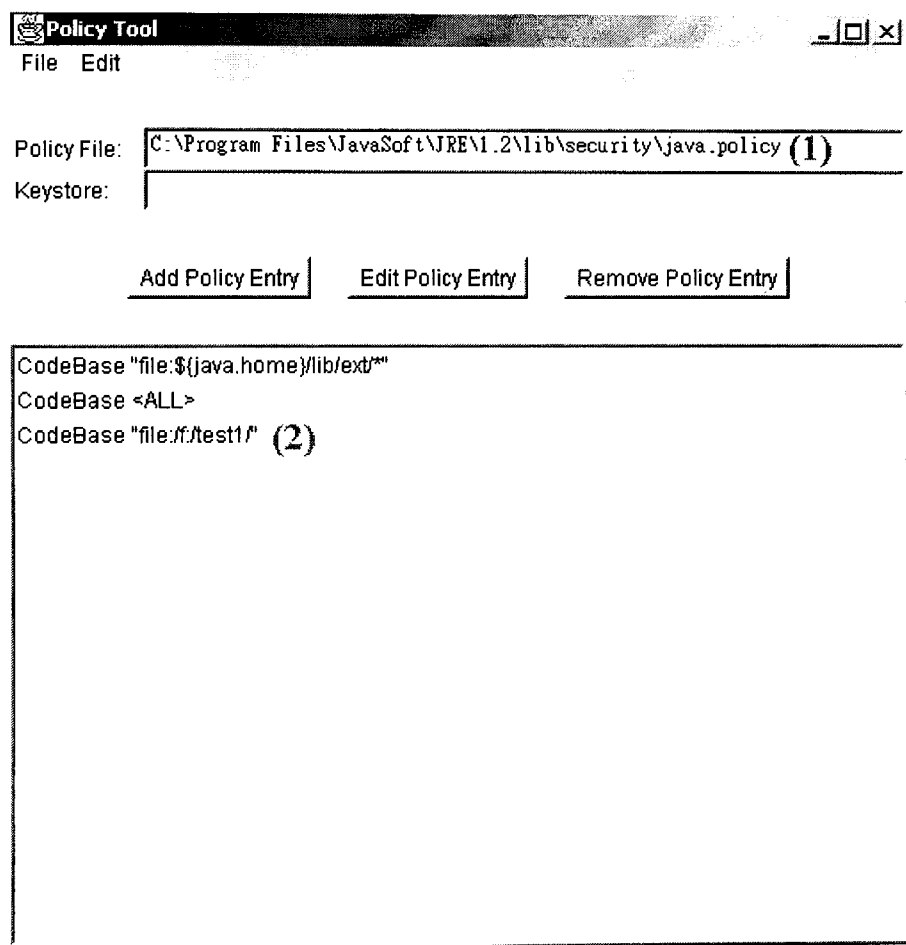 Policy Tool
File Edit
Policy File: C:\Program Files\JavaSoft\JRE\1.2\lib\security\java.policy (1)
Keystore:
Add Policy Entry Edit Policy Entry Remove Policy Entry
CodeBase "file:${java.home}/lib/ext/*"
CodeBase <ALL>
CodeBase "file:/f:/test1/" (2)